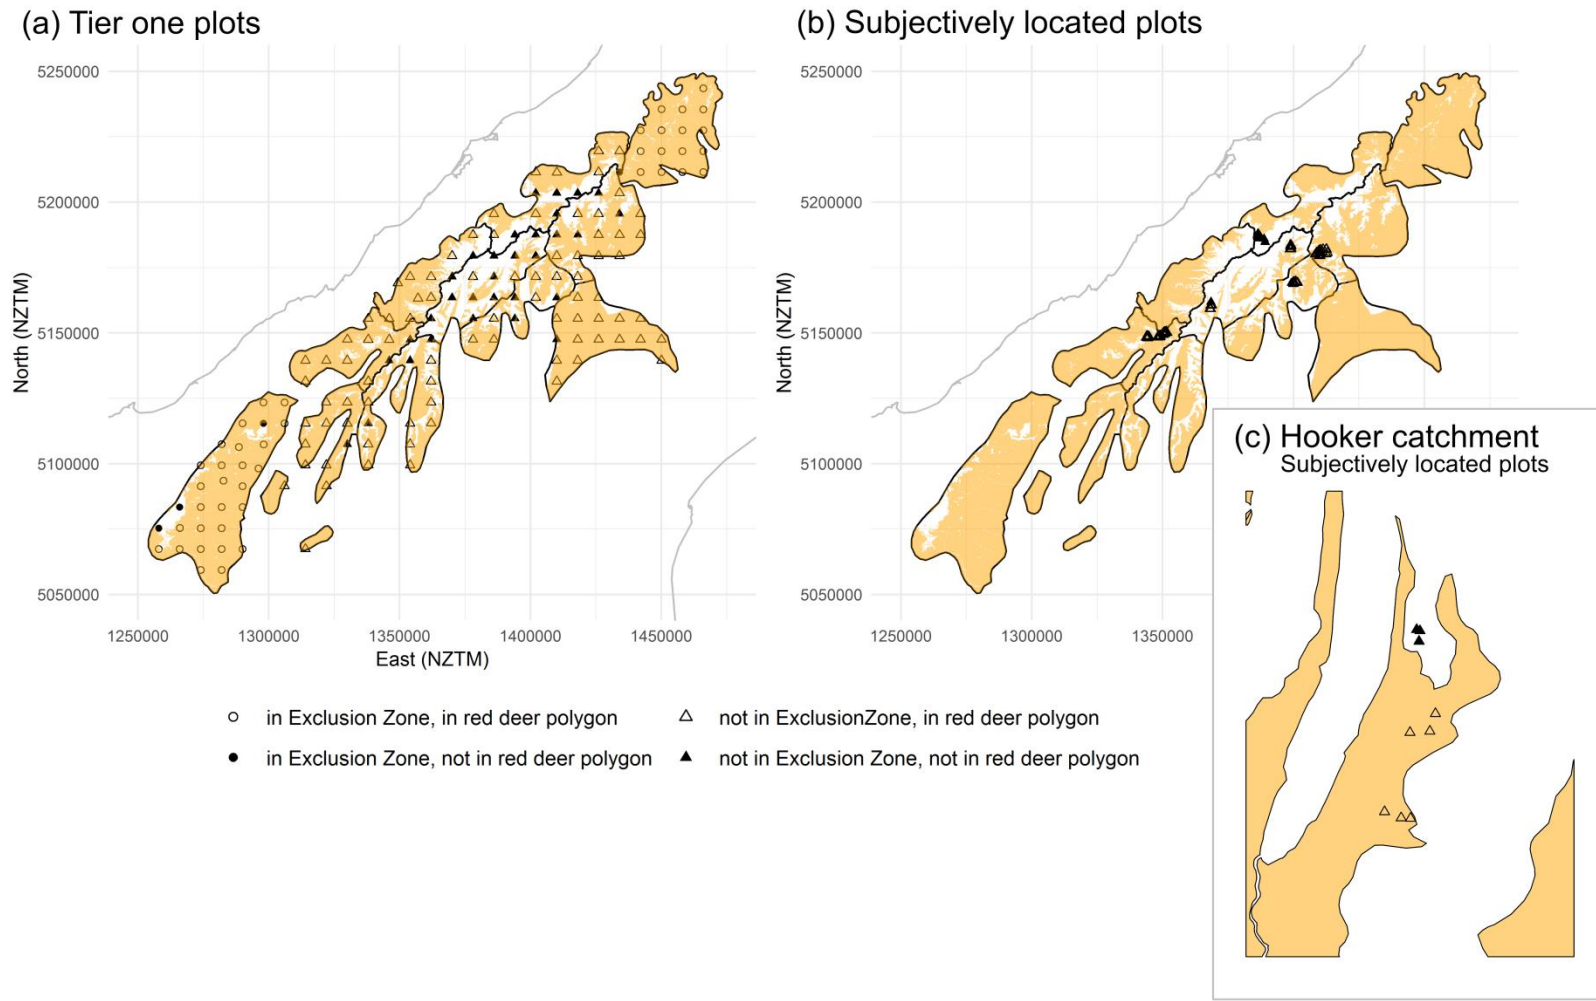 (a) Tier one plots
(b) Subjectively located plots
5250000
5200000
5150000
5100000
5050000
North (NZTM)
1250000
1300000
1350000
1400000
1450000
East (NZTM)
5250000
5200000
5150000
5100000
5050000
North (NZTM)
1250000
1300000
1350000
(c) Hooker catchment
Subjectively located plots
in Exclusion Zone, in red deer polygon
not in ExclusionZone, in red deer polygon
in Exclusion Zone, not in red deer polygon
not in Exclusion Zone, not in red deer polygon